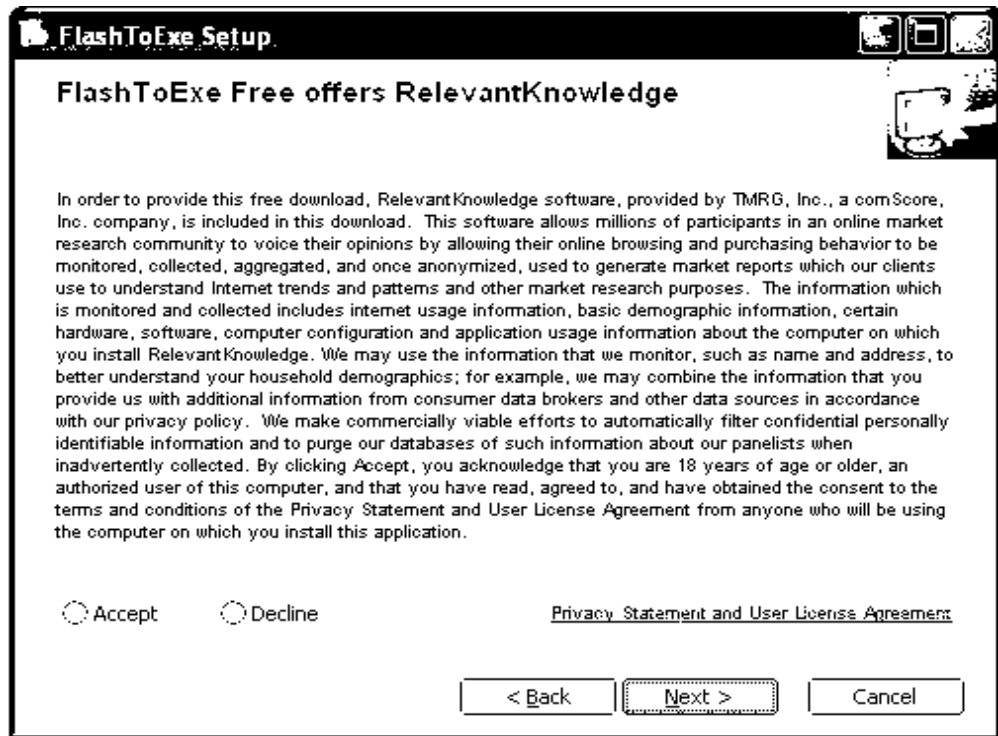 FlashToExe Setup
FlashToExe Free offers RelevantKnowledge
In order to provide this free download, RelevantKnowledge software, provided by TMRG, Inc., a comScore,
Inc. company, is included in this download.  This software allows millions of participants in an online market
research community to voice their opinions by allowing their online browsing and purchasing behavior to be
monitored, collected, aggregated, and once anonymized, used to generate market reports which our clients
use to understand Internet trends and patterns and other market research purposes.  The information which
is monitored and collected includes internet usage information, basic demographic information, certain
hardware, software, computer configuration and application usage information about the computer on which
you install RelevantKnowledge. We may use the information that we monitor, such as name and address, to
better understand your household demographics; for example, we may combine the information that you
provide us with additional information from consumer data brokers and other data sources in accordance
with our privacy policy.  We make commercially viable efforts to automatically filter confidential personally
identifiable information and to purge our databases of such information about our panelists when
inadvertently collected. By clicking Accept, you acknowledge that you are 18 years of age or older, an
authorized user of this computer, and that you have read, agreed to, and have obtained the consent to the
terms and conditions of the Privacy Statement and User License Agreement from anyone who will be using
the computer on which you install this application.
Accept Decline Privacy Statement and User License Agreement
< Back Next > Cancel